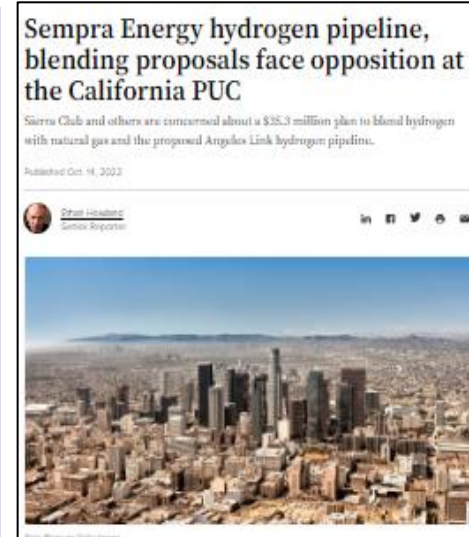 Sempra Energy hydrogen pipeline,
blending proposals face opposition at
the California PUC
Sierra Club and others are concerned about a $35.3 million plan to blend hydrogen
with natural gas and the proposed Angeles Link hydrogen pipeline.
Published Oct. 14, 2022
Ethan Howland
Senior Reporter
in